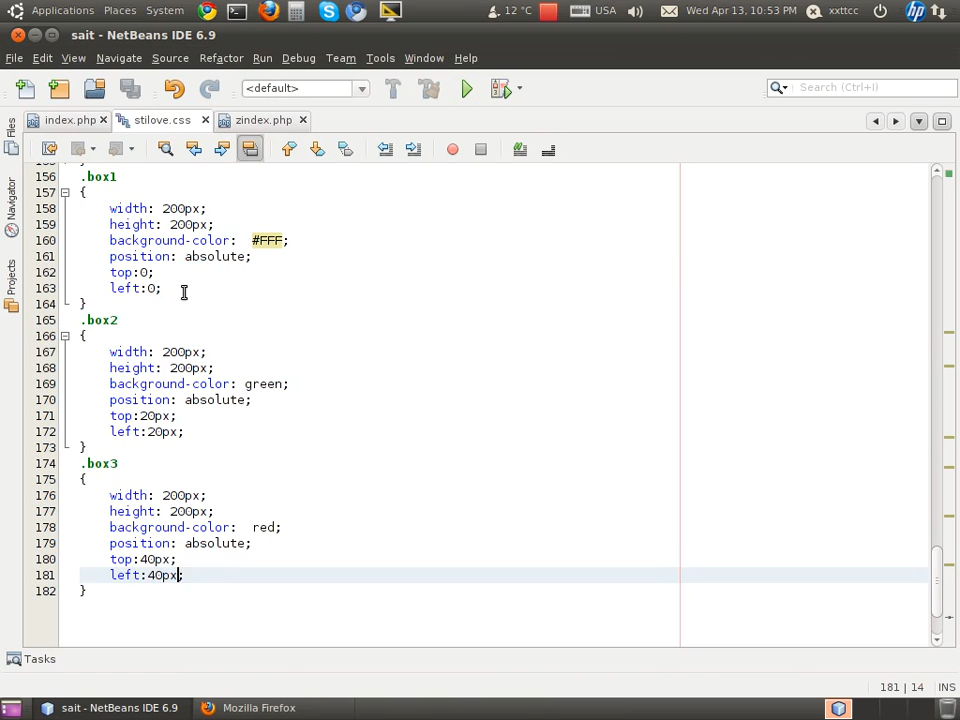 Applications Places System 12 °C USA Wed Apr 13, 10:53 PM xxttcc
sait - NetBeans IDE 6.9
File Edit View Navigate Source Refactor Run Debug Team Tools Window Help
<default> Search (Ctrl+I)
index.php stilove.css zindex.php
Files
Navigator
Projects
156 .box1
157 {
158 width: 200px;
159 height: 200px;
160 background-color: #FFF;
161 position: absolute;
162 top:0;
163 left:0;
164 }
165 .box2
166 {
167 width: 200px;
168 height: 200px;
169 background-color: green;
170 position: absolute;
171 top:20px;
172 left:20px;
173 }
174 .box3
175 {
176 width: 200px;
177 height: 200px;
178 background-color: red;
179 position: absolute;
180 top:40px;
181 left:40px;
182 }
Tasks
181 | 14 INS
sait - NetBeans IDE 6.9 Mozilla Firefox